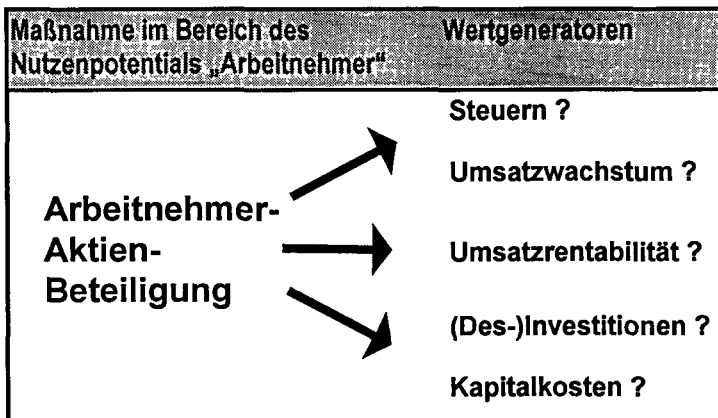 Maßnahme im Bereich des
Nutzenpotentials „Arbeitnehmer“
Wertgeneratoren
Arbeitnehmer-
Aktien-
Beteiligung
Steuern ?
Umsatzwachstum ?
Umsatzrentabilität ?
(Des-)Investitionen ?
Kapitalkosten ?